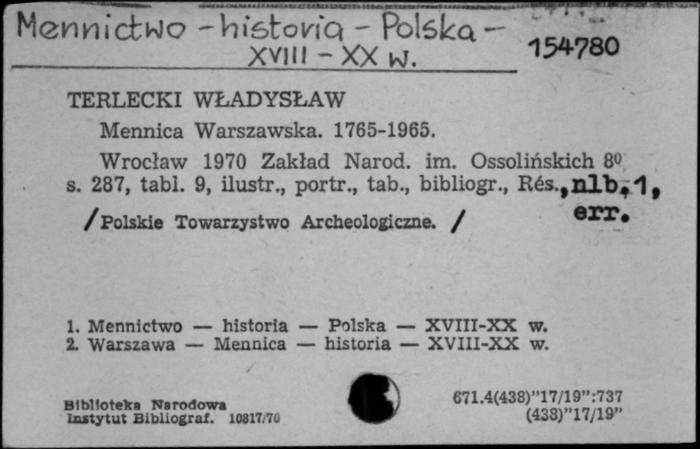 Mennictwo - historia - Polska -
XVIII - XX w.
154780
TERLECKI WŁADYSŁAW
Mennica Warszawska. 1765-1965.
Wrocław 1970 Zakład Narod. im. Ossolińskich 8⁰
s. 287, tabl. 9, ilustr., portr., tab., bibliogr., Rés., nlb. 1,
err.
/Polskie Towarzystwo Archeologiczne. /
1. Mennictwo — historia — Polska — XVIII-XX w.
2. Warszawa — Mennica — historia — XVIII-XX w.
Biblioteka Narodowa
Instytut Bibliograf. 10817/70
671.4(438)"17/19":737
(438)"17/19"